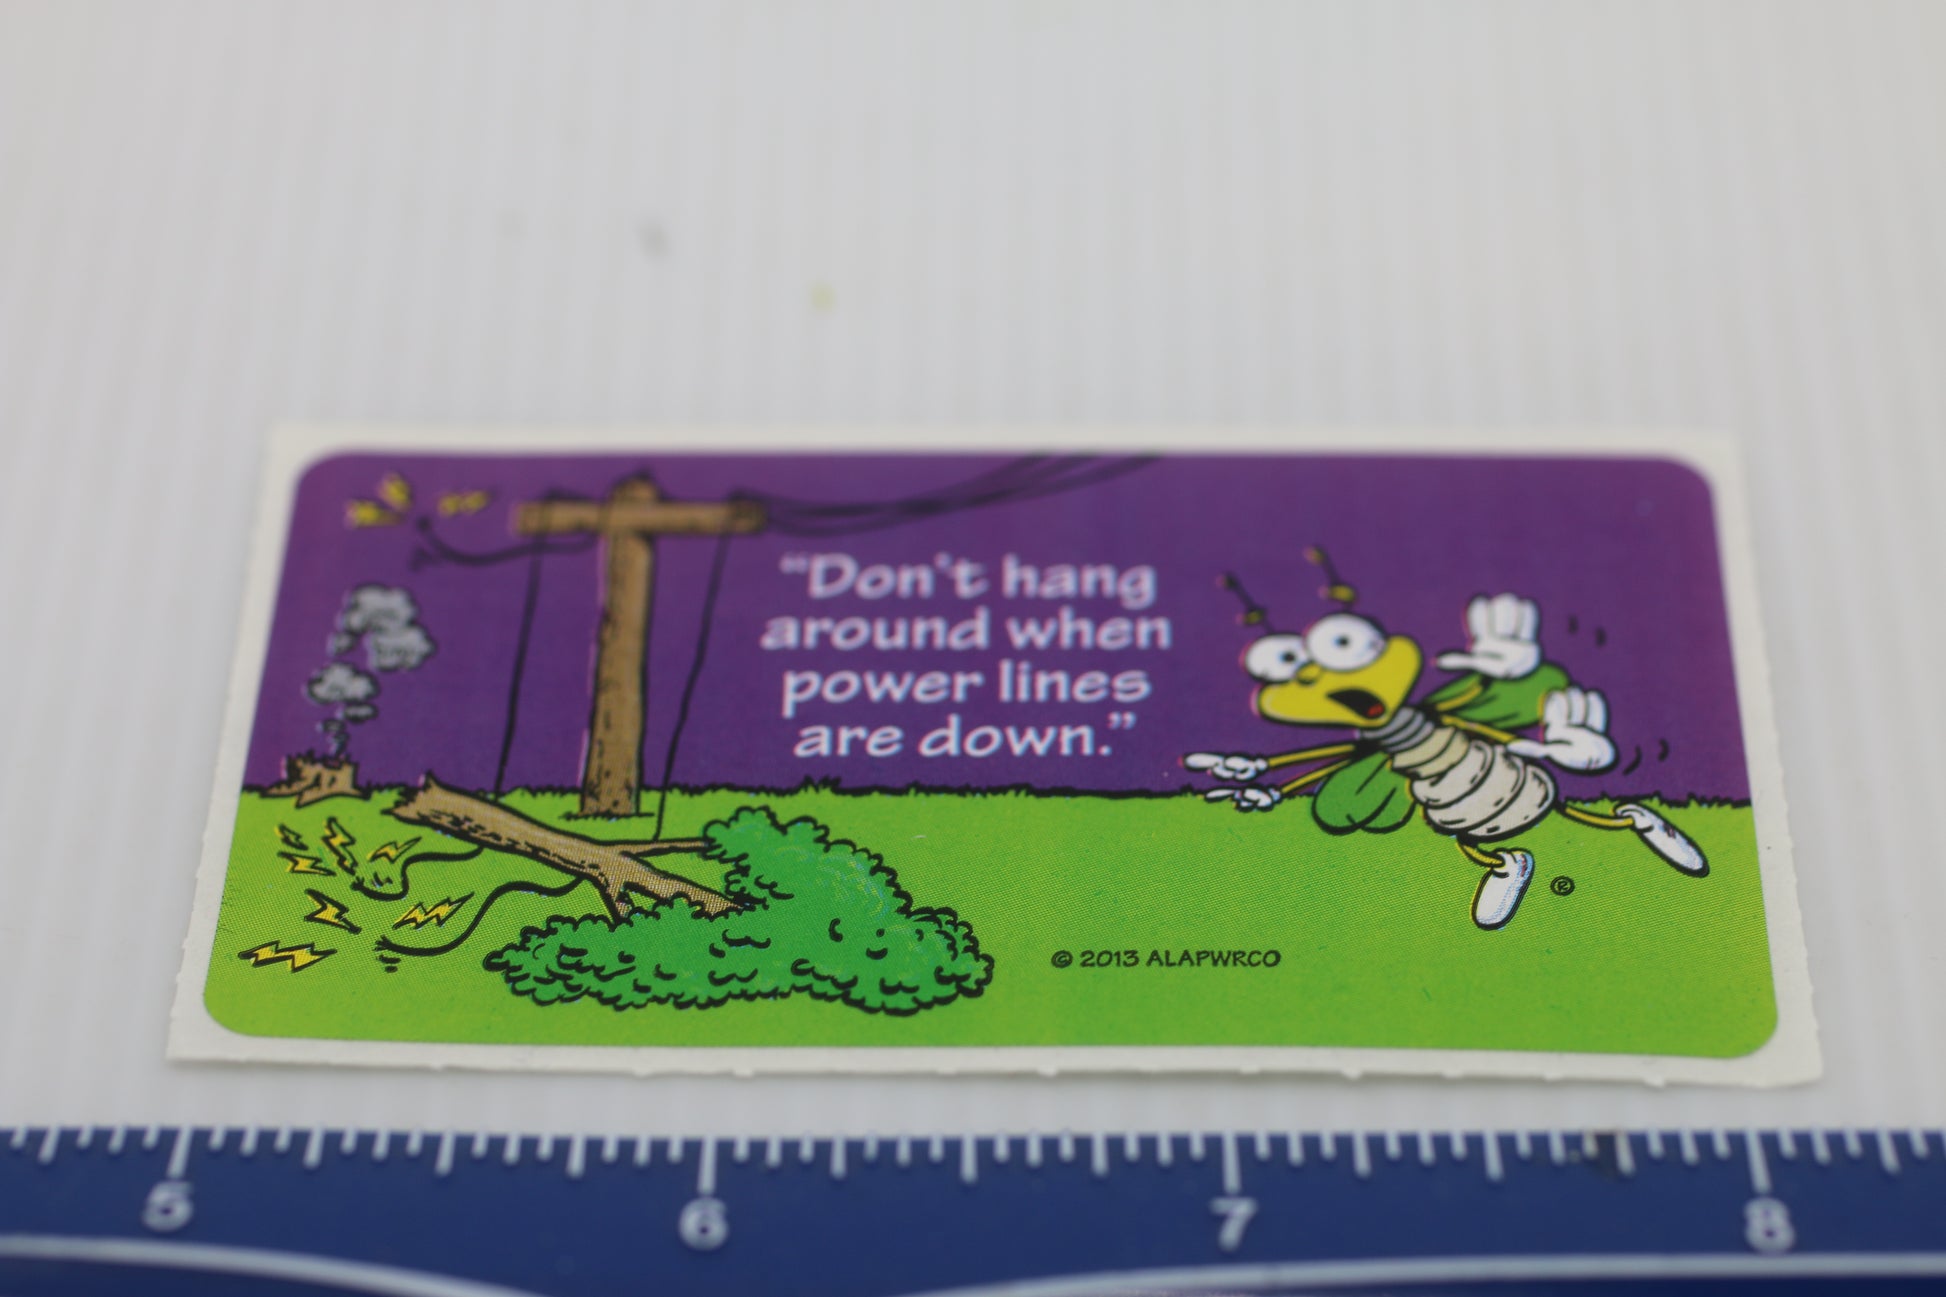 “Don't hang
around when
power lines
are down.”
®
© 2013 ALAPWRCO
5 6 7 8